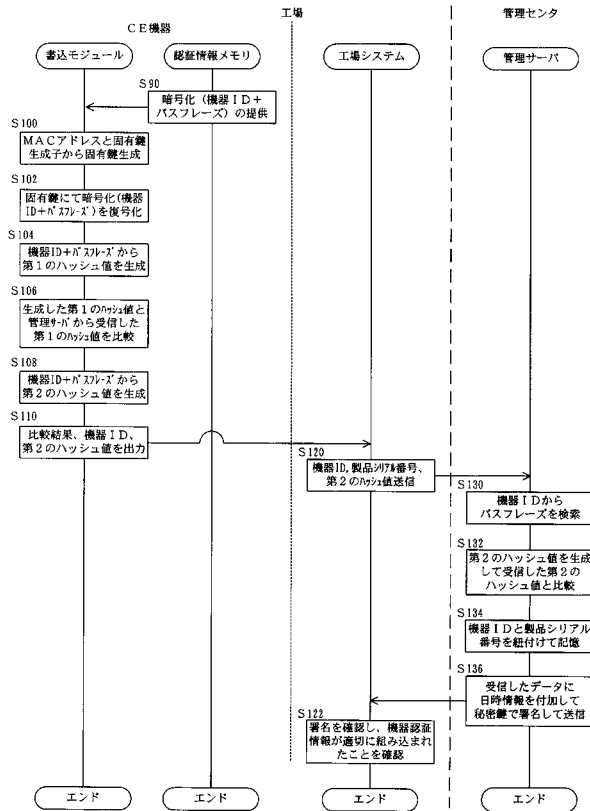 工場
管理センタ
CE機器
書込モジュール
認証情報メモリ
工場システム
管理サーバ
S90
暗号化(機器ID+
パスフレーズ)の提供
S100
MACアドレスと固有鍵
生成子から固有鍵生成
S102
固有鍵にて暗号化(機器
ID+パスフレーズ)を復号化
S104
機器ID+パスフレーズから
第1のハッシュ値を生成
S106
生成した第1のハッシュ値と
管理サーバから受信した
第1のハッシュ値を比較
S108
機器ID+パスフレーズから
第2のハッシュ値を生成
S110
比較結果、機器ID、
第2のハッシュ値を出力
S120
機器ID,製品シリアル番号、
第2のハッシュ値送信
S130
機器IDから
パスフレーズを検索
S132
第2のハッシュ値を生成
して受信した第2の
ハッシュ値と比較
S134
機器IDと製品シリアル
番号を紐付けて記憶
S136
受信したデータに
日時情報を付加して
秘密鍵で署名して送信
S122
署名を確認し、機器認証
情報が適切に組み込まれ
たことを確認
エンド
エンド
エンド
エンド